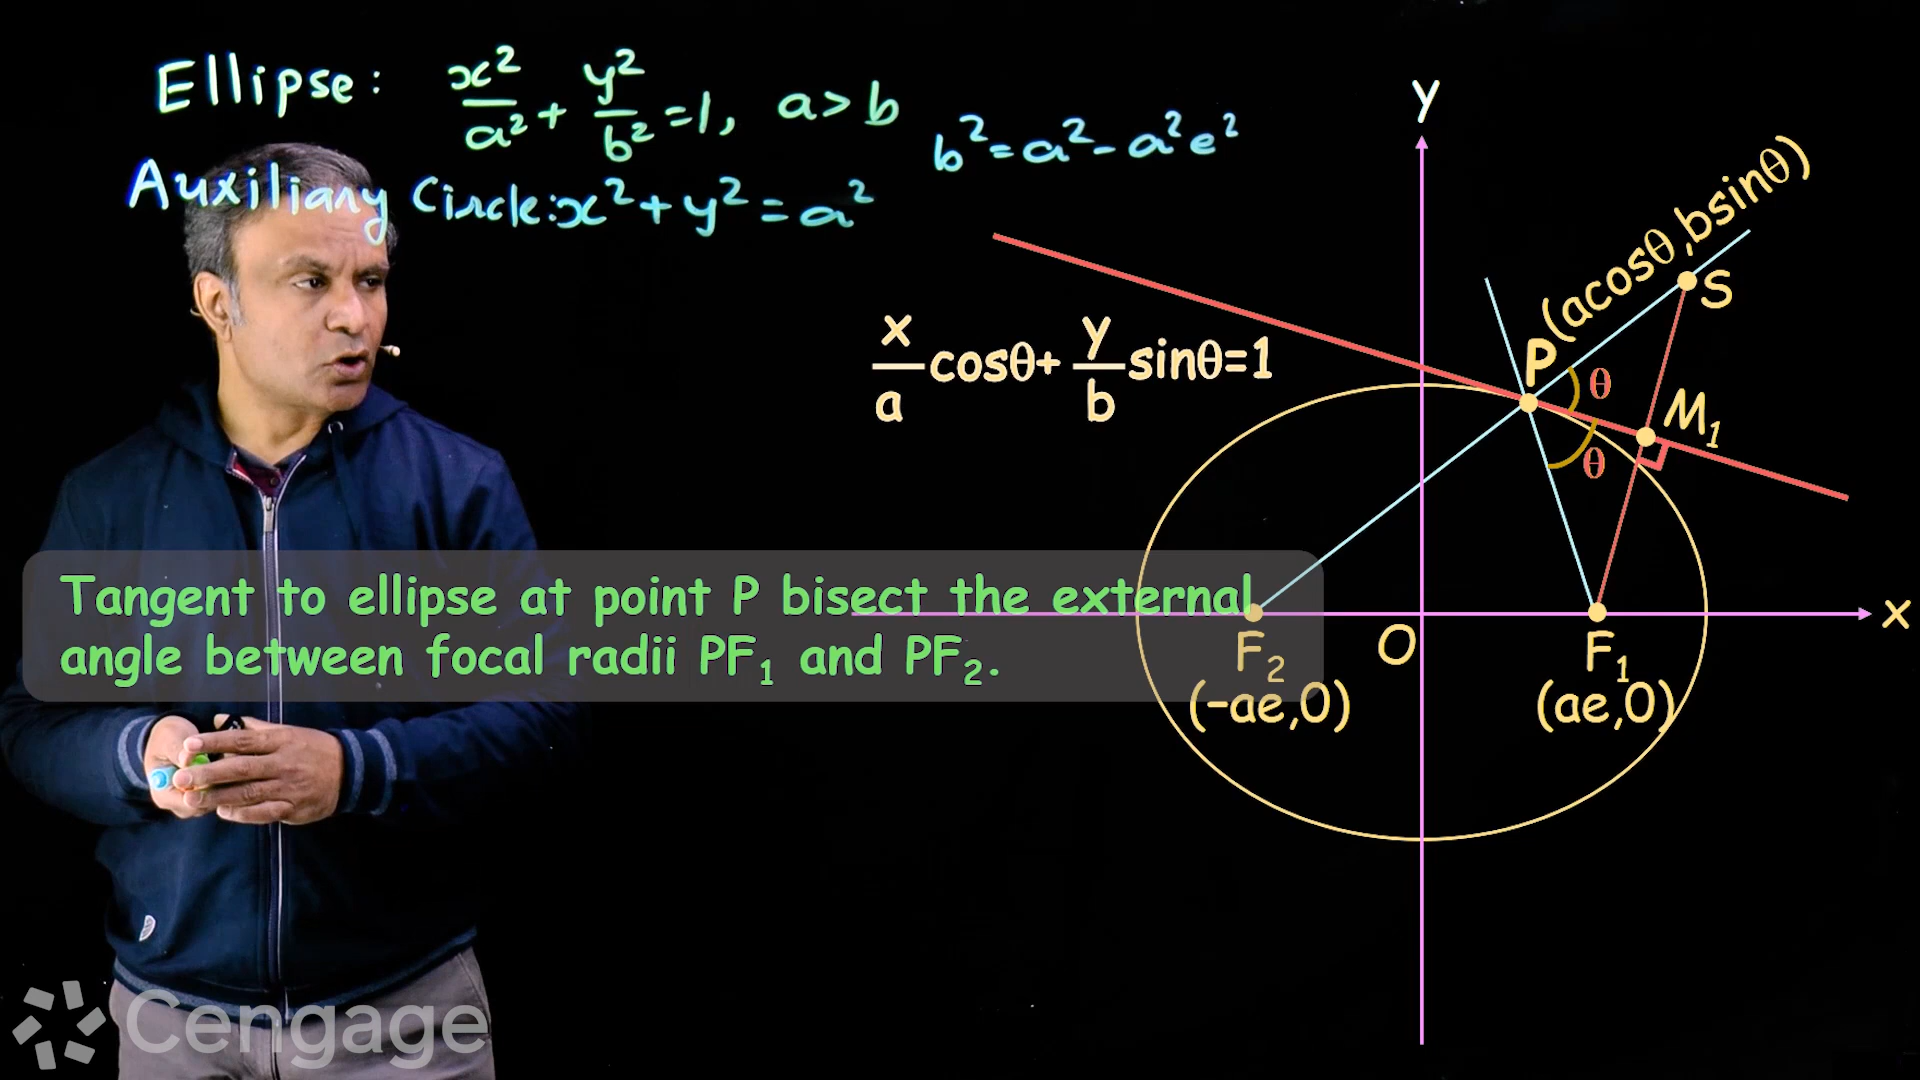 Ellipse: x²/a² + y²/b² = 1, a > b
b² = a² - a²e²
Auxiliary Circle: x² + y² = a²
y
P(acosθ,bsinθ)
S
x/a cosθ + y/b sinθ=1
θ
M₁
θ
Tangent to ellipse at point P bisect the external
angle between focal radii PF₁ and PF₂.
x
O
F₂
F₁
(-ae,0)
(ae,0)
Cengage